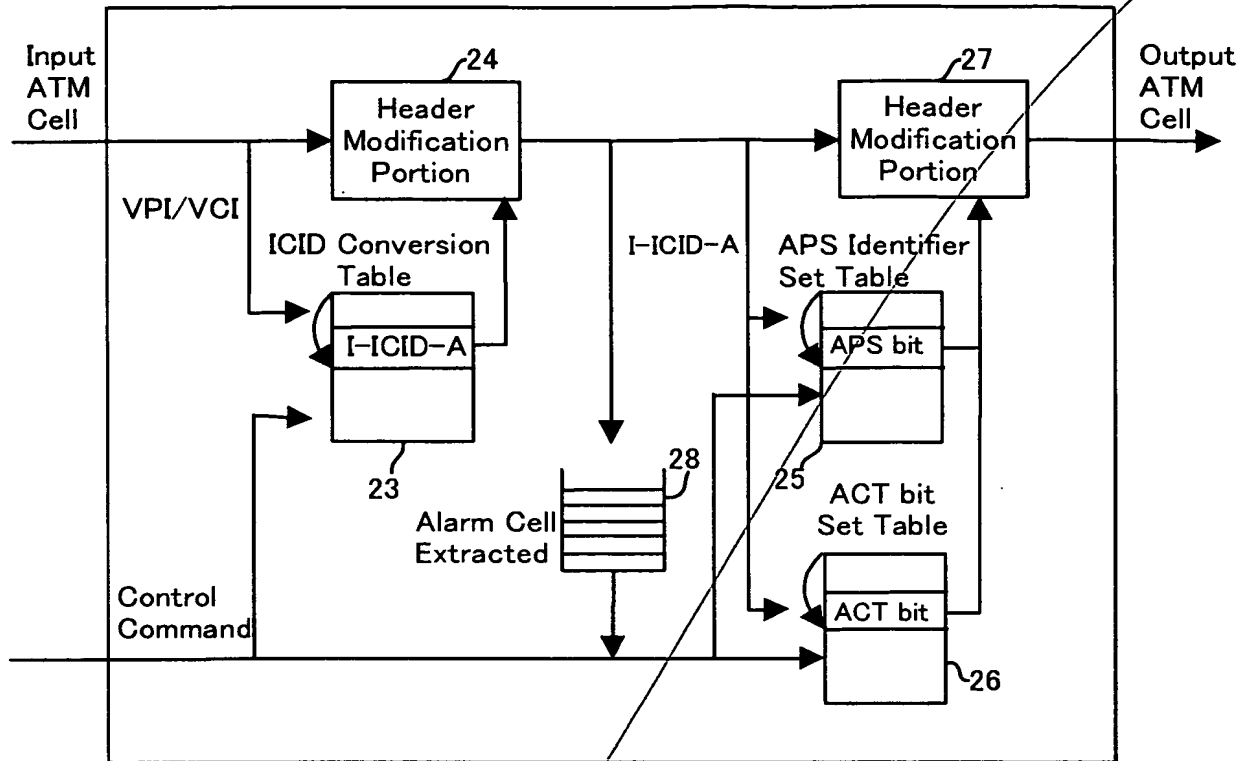 Input
ATM
Cell
24
Header
Modification
Portion
27
Header
Modification
Portion
Output
ATM
Cell
VPI/VCI
ICID Conversion
Table
I-ICID-A
23
I-ICID-A
APS Identifier
Set Table
APS bit
25
28
Alarm Cell
Extracted
ACT bit
Set Table
ACT bit
26
Control
Command